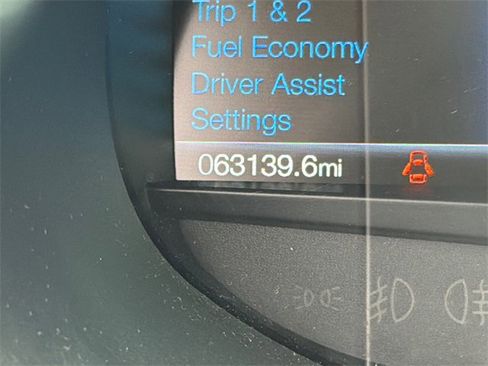 Trip 1 & 2
Fuel Economy
Driver Assist
Settings
063139.6mi